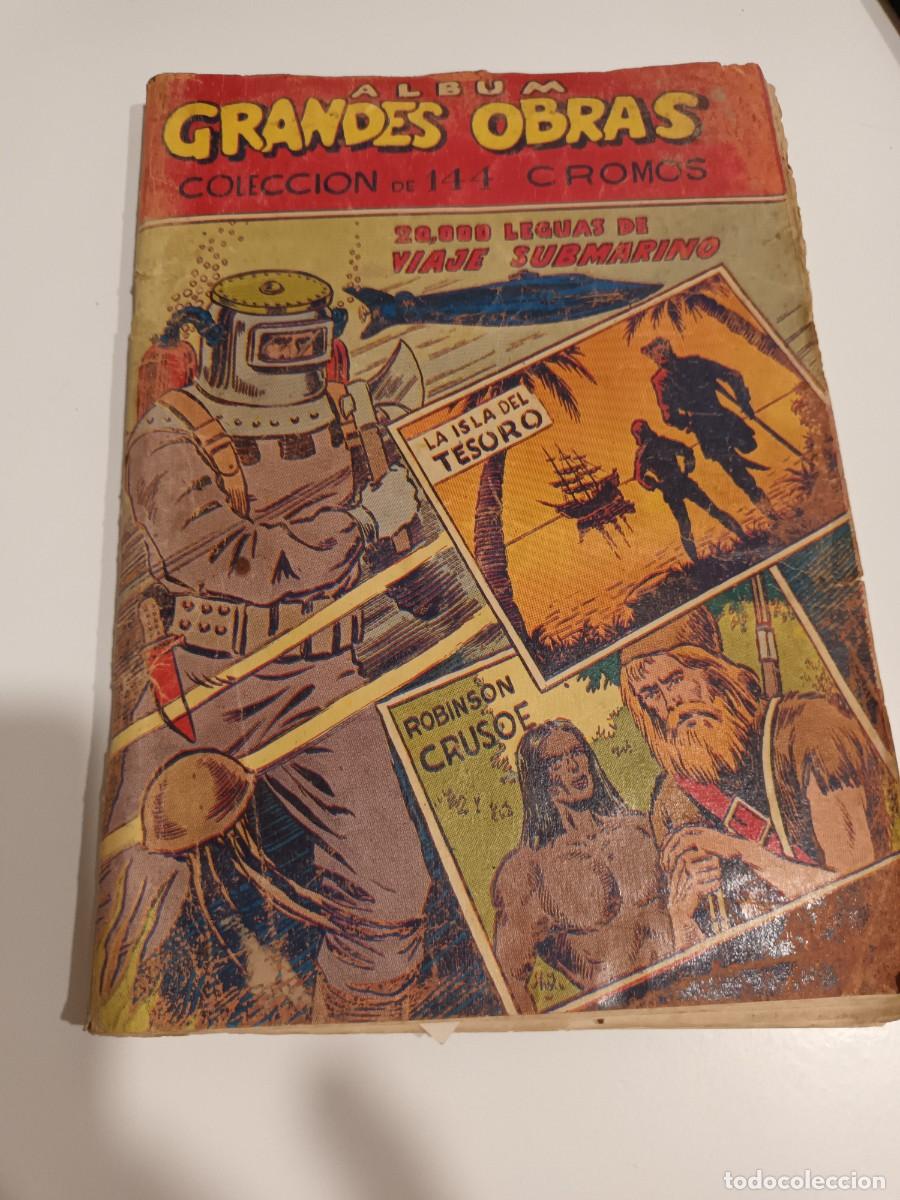 ALBUM
GRANDES OBRAS
COLECCION DE 144 CROMOS
20,000 LEGUAS DE
VIAJE SUBMARINO
LA ISLA DEL
TESORO
ROBINSON
CRUSOE
todocoleccion.net